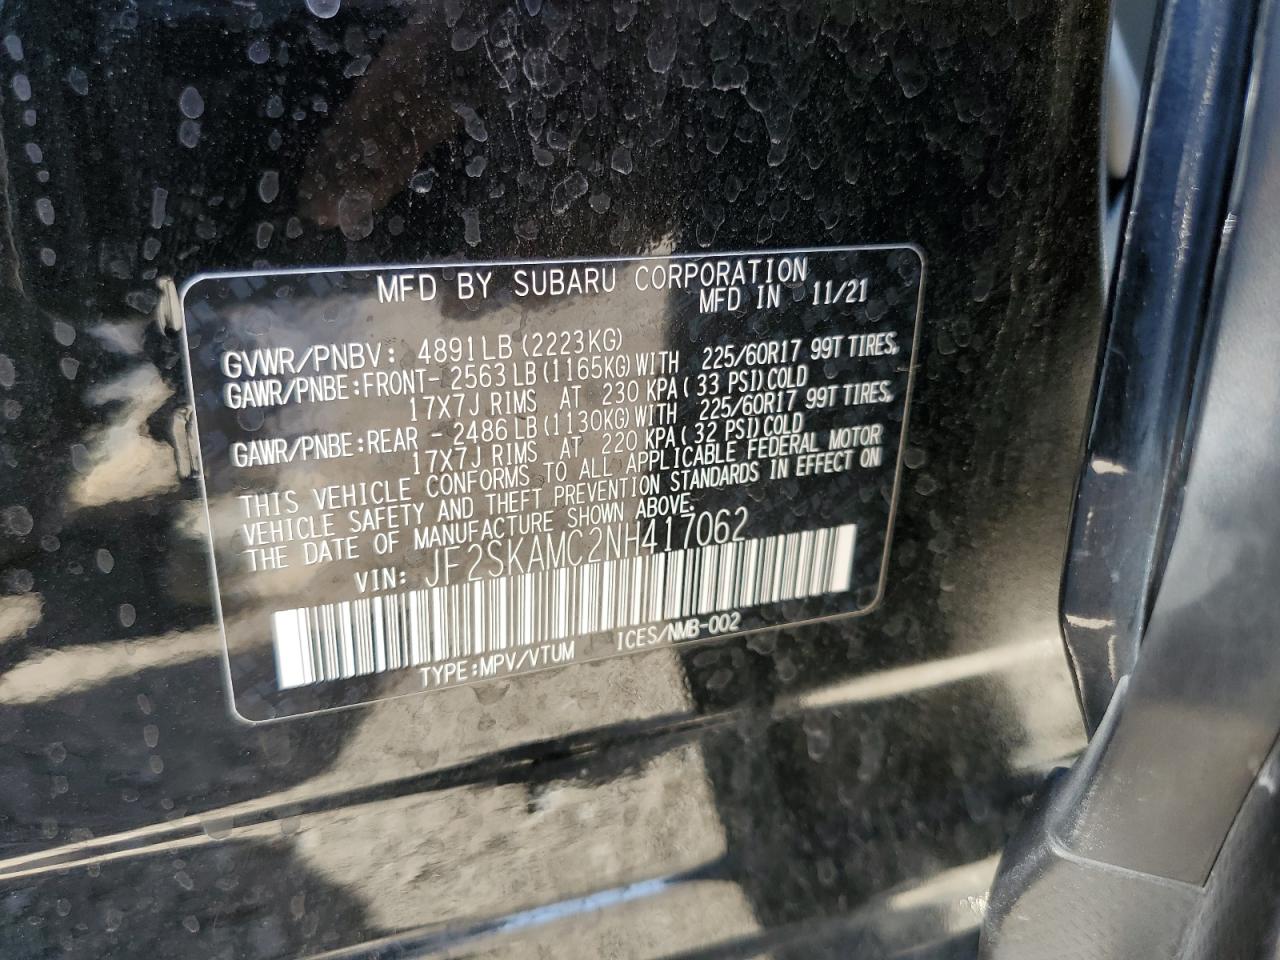 MFD BY SUBARU CORPORATION
MFD IN 11/21
GVWR/PNBV: 4891LB(2223KG)
GAWR/PNBE:FRONT- 2563LB(1165KG)WITH 225/60R17 99T TIRES,
17X7J RIMS AT 230 KPA(33 PSI)COLD
GAWR/PNBE:REAR - 2486LB(1130KG)WITH 225/60R17 99T TIRES,
17X7J RIMS AT 220 KPA(32 PSI)COLD
THIS VEHICLE CONFORMS TO ALL APPLICABLE FEDERAL MOTOR
VEHICLE SAFETY AND THEFT PREVENTION STANDARDS IN EFFECT ON
THE DATE OF MANUFACTURE SHOWN ABOVE.
VIN: JF2SKAMC2NH417062
TYPE:MPV/VTUM ICES/NMB-002